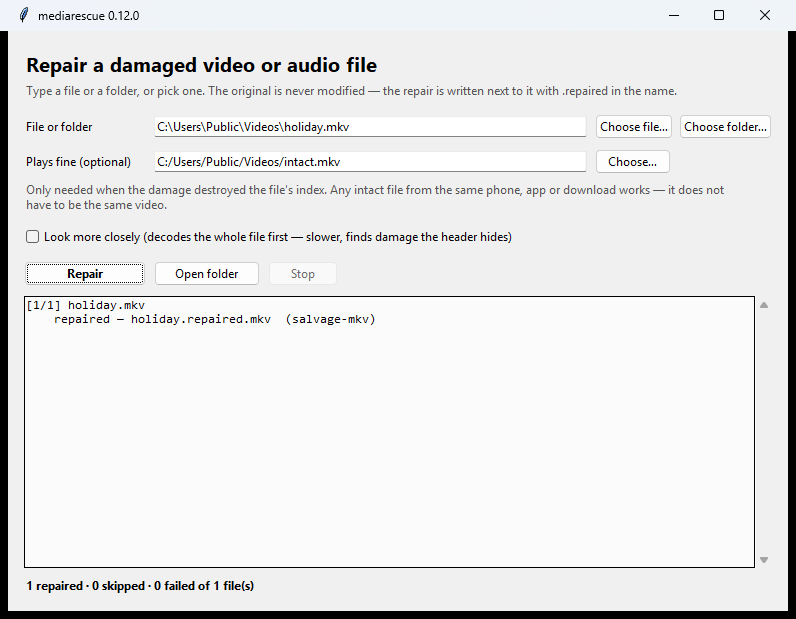 mediarescue 0.12.0
Repair a damaged video or audio file
Type a file or a folder, or pick one. The original is never modified — the repair is written next to it with .repaired in the name.
File or folder C:\Users\Public\Videos\holiday.mkv Choose file... Choose folder...
Plays fine (optional) C:/Users/Public/Videos/intact.mkv Choose...
Only needed when the damage destroyed the file's index. Any intact file from the same phone, app or download works — it does not
have to be the same video.
Look more closely (decodes the whole file first — slower, finds damage the header hides)
Repair Open folder Stop
[1/1] holiday.mkv
repaired — holiday.repaired.mkv (salvage-mkv)
1 repaired · 0 skipped · 0 failed of 1 file(s)